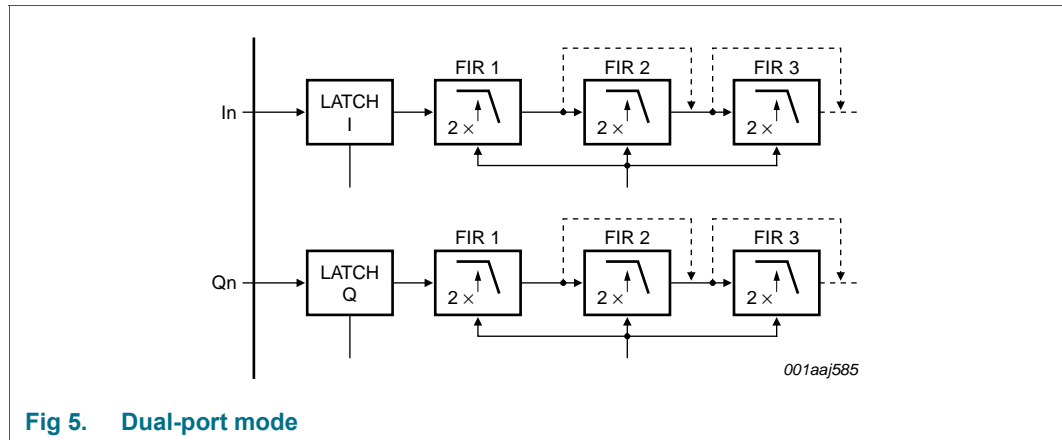 FIR 1 FIR 2 FIR 3
In
LATCH
I
2 × 2 × 2 ×
FIR 1 FIR 2 FIR 3
Qn
LATCH
Q
2 × 2 × 2 ×
001aaj585
Fig 5. Dual-port mode